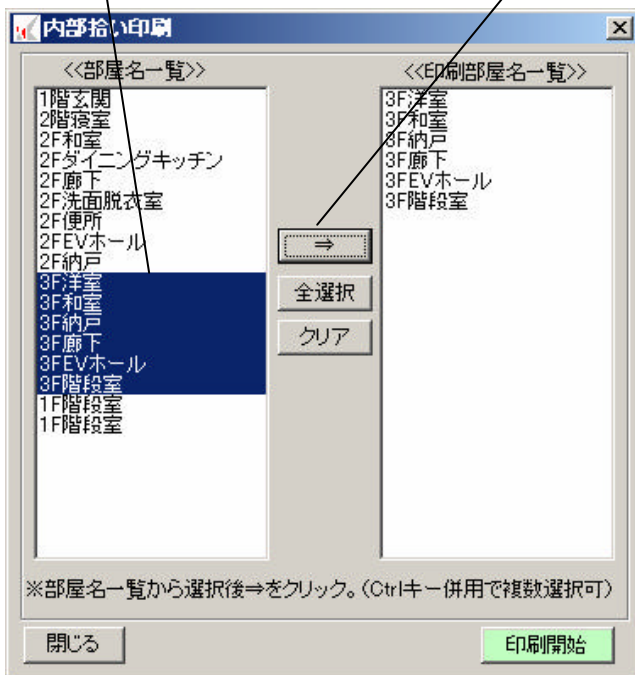 内部拾い印刷
<<部屋名一覧>>
1階玄関
2階寝室
2F和室
2Fダイニングキッチン
2F廊下
2F洗面脱衣室
2F便所
2FEVホール
2F納戸
3F洋室
3F和室
3F納戸
3F廊下
3FEVホール
3F階段室
1F階段室
1F階段室
⇒
全選択
クリア
<<印刷部屋名一覧>>
3F洋室
3F和室
3F納戸
3F廊下
3FEVホール
3F階段室
※部屋名一覧から選択後⇒をクリック。(Ctrlキー併用で複数選択可)
閉じる
印刷開始